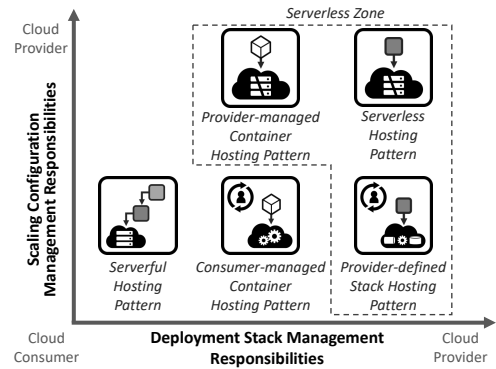 Serverless Zone
Cloud
Provider
Provider-managed
Container
Hosting Pattern
Serverless
Hosting
Pattern
Scaling Configuration
Management Responsibilities
Serverful
Hosting
Pattern
Consumer-managed
Container
Hosting Pattern
Provider-defined
Stack Hosting
Pattern
Cloud
Consumer
Deployment Stack Management
Responsibilities
Cloud
Provider